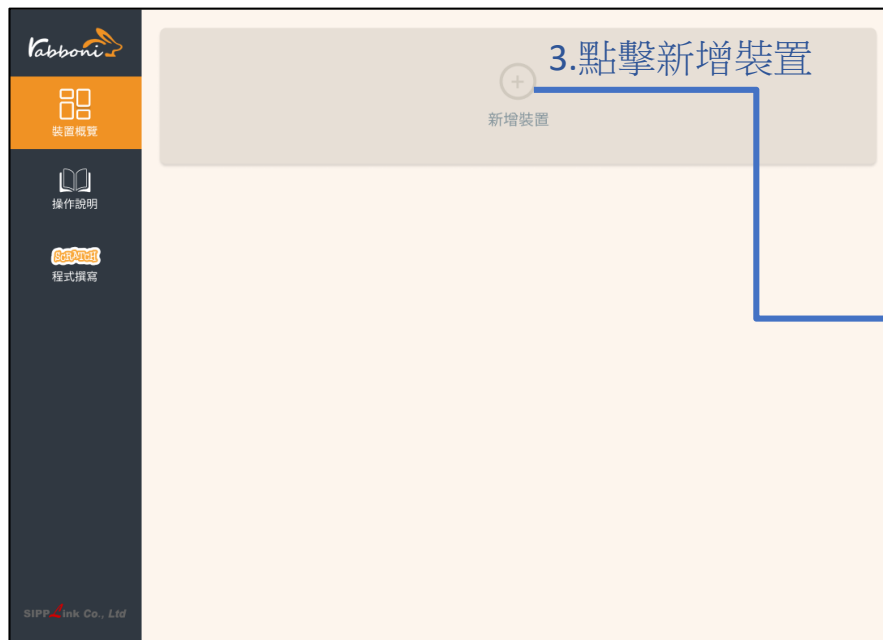 rabboni
3.點擊新增裝置
新增裝置
裝置概覽
操作說明
SCRATCH
程式撰寫
SIPPLink Co., Ltd